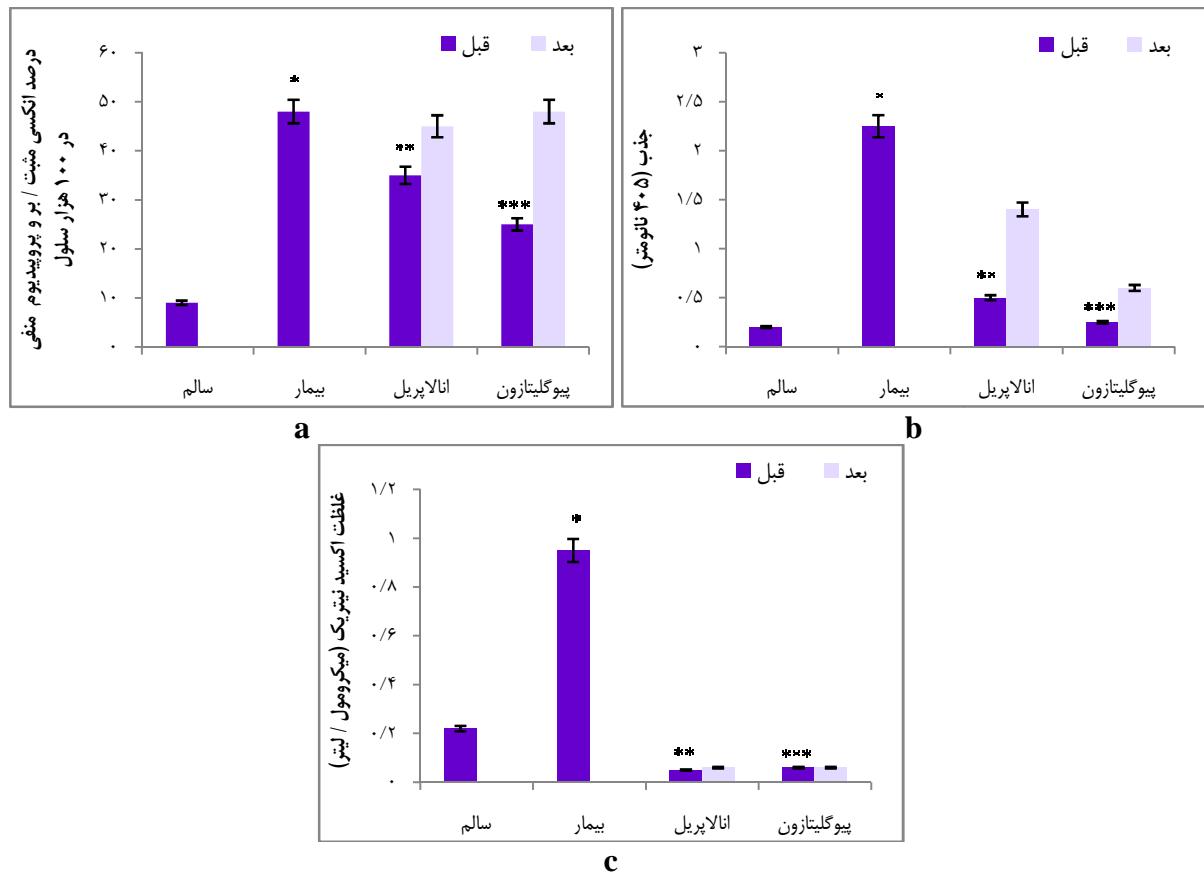 قبل بعد
درصد انکسی مثبت / بر و پروپیدیوم منفی
در ۱۰۰ هزار سلول
۶۰
۵۰
۴۰
۳۰
۲۰
۱۰
۰
*
**
***
سالم بیمار انالاپریل پیوگلیتازون
a
قبل بعد
جذب (۴۰۵ نانومتر)
۳
۲/۵
۲
۱/۵
۱
۰/۵
۰
*
**
***
سالم بیمار انالاپریل پیوگلیتازون
b
قبل بعد
غلظت اکسید نیتریک (میکرومول / لیتر)
۱/۲
۱
۰/۸
۰/۶
۰/۴
۰/۲
۰
*
**
***
سالم بیمار انالاپریل پیوگلیتازون
c